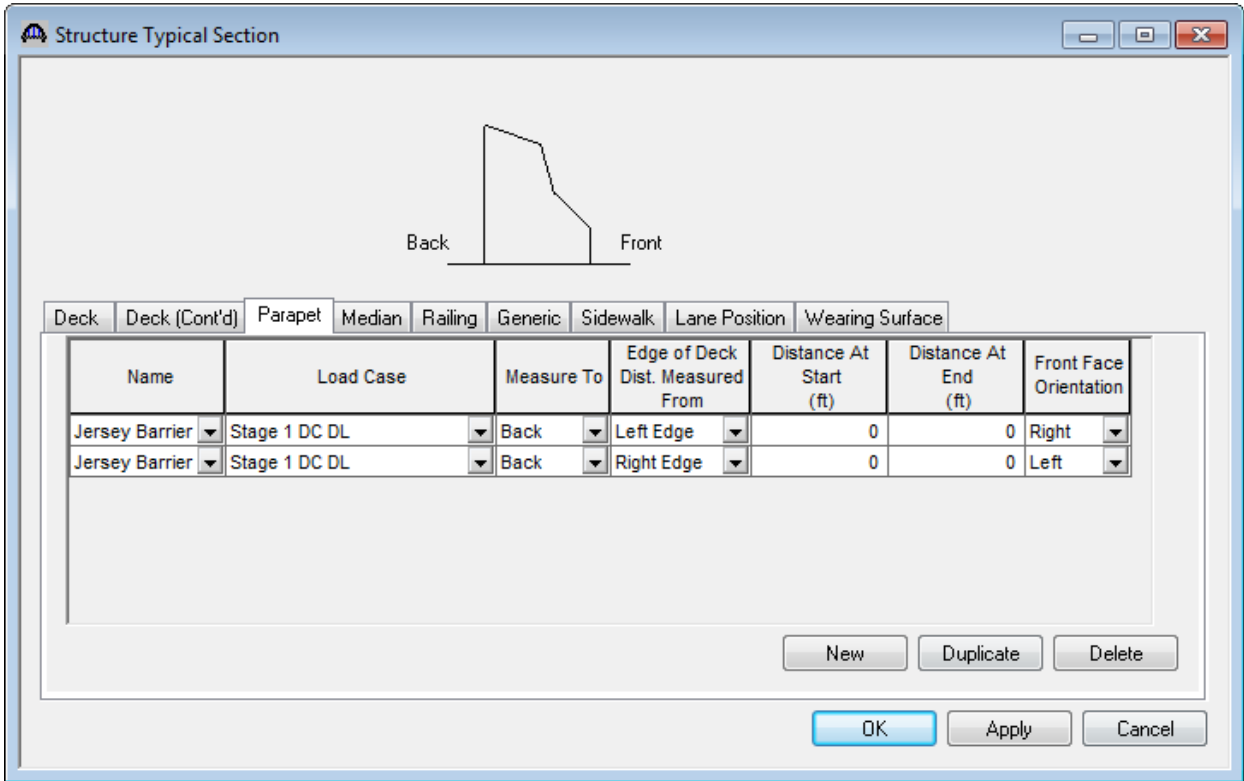 Structure Typical Section
Back Front
Deck Deck (Cont'd) Parapet Median Railing Generic Sidewalk Lane Position Wearing Surface
Name Load Case Measure To Edge of Deck Dist. Measured From Distance At Start (ft) Distance At End (ft) Front Face Orientation
Jersey Barrier Stage 1 DC DL Back Left Edge 0 0 Right
Jersey Barrier Stage 1 DC DL Back Right Edge 0 0 Left
New Duplicate Delete
OK Apply Cancel